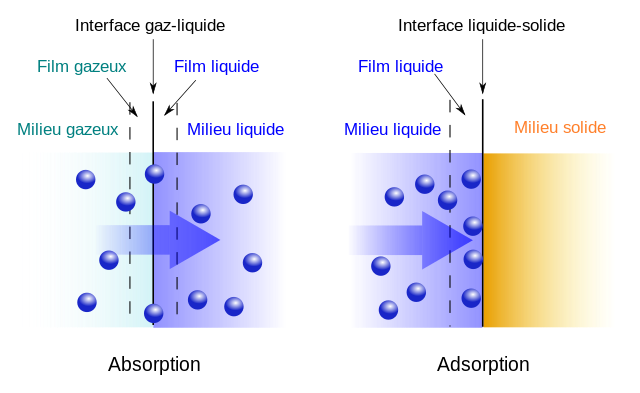 Interface gaz-liquide
Film gazeux
Film liquide
Milieu gazeux
Milieu liquide
Absorption
Interface liquide-solide
Film liquide
Milieu liquide
Milieu solide
Adsorption